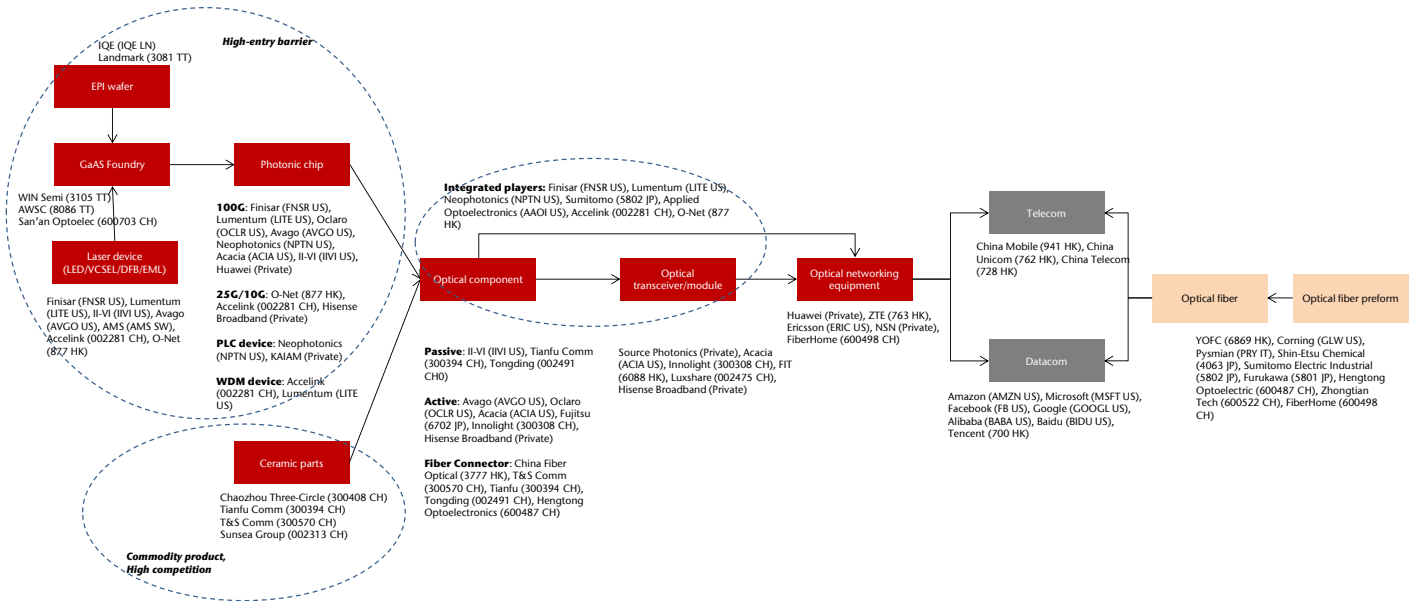 IQE (IQE LN)
Landmark (3081 TT)
High-entry barrier
EPI wafer
GaAS Foundry
Photonic chip
WIN Semi (3105 TT)
AWSC (8086 TT)
San'an Optoelec (600703 CH)
Laser device
(LED/VCSEL/DFB/EML)
Finisar (FNSR US), Lumentum
(LITE US), II-VI (IIVI US), Avago
(AVGO US), AMS (AMS SW),
Accelink (002281 CH), O-Net
(877 HK)
100G: Finisar (FNSR US),
Lumentum (LITE US), Oclaro
(OCLR US), Avago (AVGO US),
Neophotonics (NPTN US),
Acacia (ACIA US), II-VI (IIVI US),
Huawei (Private)
25G/10G: O-Net (877 HK),
Accelink (002281 CH), Hisense
Broadband (Private)
PLC device: Neophotonics
(NPTN US), KAIAM (Private)
WDM device: Accelink
(002281 CH), Lumentum (LITE
US)
Ceramic parts
Chaozhou Three-Circle (300408 CH)
Tianfu Comm (300394 CH)
T&S Comm (300570 CH)
Sunsea Group (002313 CH)
Commodity product,
High competition
Integrated players: Finisar (FNSR US), Lumentum (LITE US),
Neophotonics (NPTN US), Sumitomo (5802 JP), Applied
Optoelectronics (AAOI US), Accelink (002281 CH), O-Net (877
HK)
Optical component
Optical
transceiver/module
Optical networking
equipment
Passive: II-VI (IIVI US), Tianfu Comm
(300394 CH), Tongding (002491
CH0)
Active: Avago (AVGO US), Oclaro
(OCLR US), Acacia (ACIA US), Fujitsu
(6702 JP), Innolight (300308 CH),
Hisense Broadband (Private)
Fiber Connector: China Fiber
Optical (3777 HK), T&S Comm
(300570 CH), Tianfu (300394 CH),
Tongding (002491 CH), Hengtong
Optoelectronics (600487 CH)
Source Photonics (Private), Acacia
(ACIA US), Innolight (300308 CH), FIT
(6088 HK), Luxshare (002475 CH),
Hisense Broadband (Private)
Huawei (Private), ZTE (763 HK),
Ericsson (ERIC US), NSN (Private),
FiberHome (600498 CH)
Telecom
China Mobile (941 HK), China
Unicom (762 HK), China Telecom
(728 HK)
Datacom
Amazon (AMZN US), Microsoft (MSFT US),
Facebook (FB US), Google (GOOGL US),
Alibaba (BABA US), Baidu (BIDU US),
Tencent (700 HK)
Optical fiber
Optical fiber preform
YOFC (6869 HK), Corning (GLW US),
Pysmian (PRY IT), Shin-Etsu Chemical
(4063 JP), Sumitomo Electric Industrial
(5802 JP), Furukawa (5801 JP), Hengtong
Optoelectric (600487 CH), Zhongtian
Tech (600522 CH), FiberHome (600498
CH)